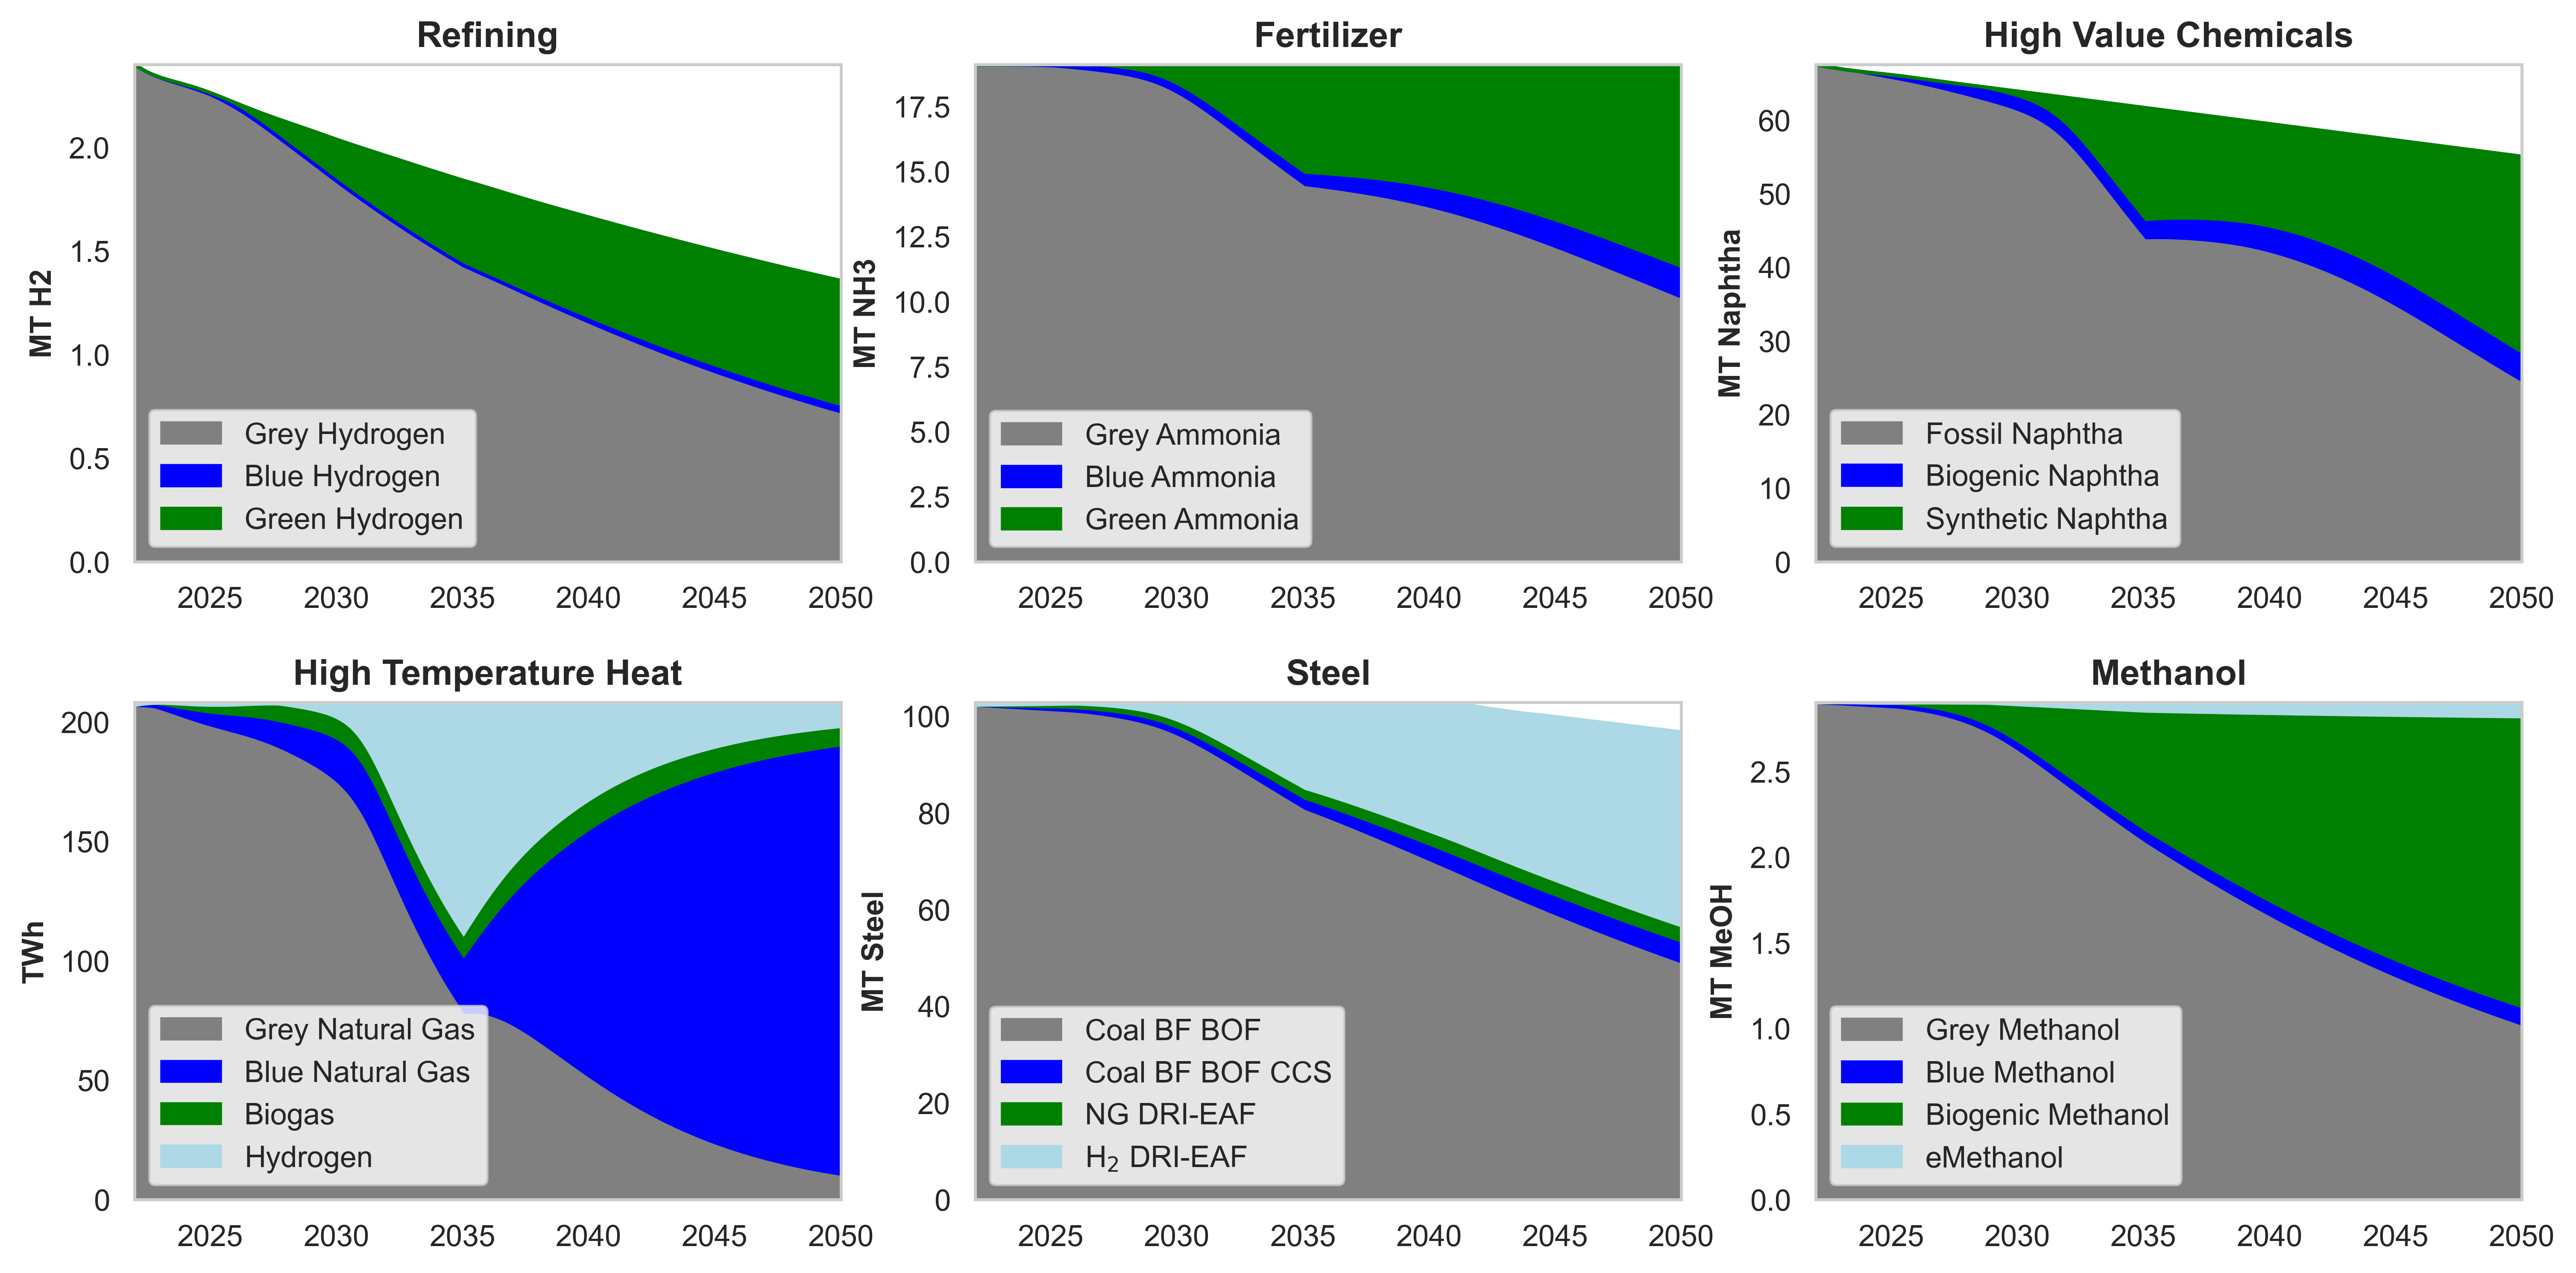 Refining
MT H2
2.0
1.5
1.0
0.5
0.0
Grey Hydrogen
Blue Hydrogen
Green Hydrogen
2025 2030 2035 2040 2045 2050
Fertilizer
MT NH3
17.5
15.0
12.5
10.0
7.5
5.0
2.5
0.0
Grey Ammonia
Blue Ammonia
Green Ammonia
2025 2030 2035 2040 2045 2050
High Value Chemicals
MT Naphtha
60
50
40
30
20
10
0
Fossil Naphtha
Biogenic Naphtha
Synthetic Naphtha
2025 2030 2035 2040 2045 2050
High Temperature Heat
TWh
200
150
100
50
0
Grey Natural Gas
Blue Natural Gas
Biogas
Hydrogen
2025 2030 2035 2040 2045 2050
Steel
MT Steel
100
80
60
40
20
0
Coal BF BOF
Coal BF BOF CCS
NG DRI-EAF
H₂ DRI-EAF
2025 2030 2035 2040 2045 2050
Methanol
MT MeOH
2.5
2.0
1.5
1.0
0.5
0.0
Grey Methanol
Blue Methanol
Biogenic Methanol
eMethanol
2025 2030 2035 2040 2045 2050